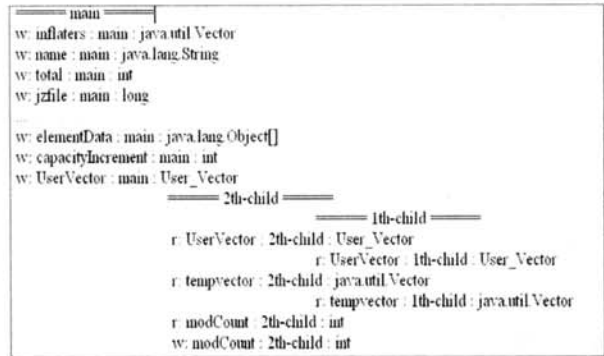 ====== main ======
w: inflaters : main : java.util.Vector
w: name : main : java.lang.String
w: total : main : int
w: jzfile : main : long
...
w: elementData : main : java.lang.Object[]
w: capacityIncrement : main : int
w: UserVector : main : User_Vector
====== 2th-child ======
====== 1th-child ======
r: UserVector : 2th-child : User_Vector
r: UserVector : 1th-child : User_Vector
r: tempvector : 2th-child : java.util.Vector
r: tempvector : 1th-child : java.util.Vector
r: modCount : 2th-child : int
w: modCount : 2th-child : int